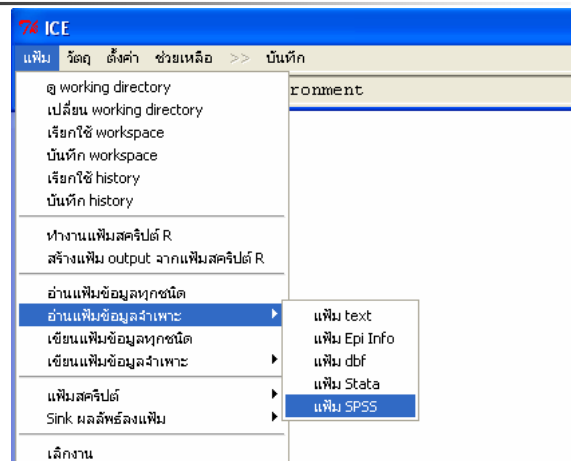 ICE
แฟ้ม วัตถุ ตั้งค่า ช่วยเหลือ >> บันทึก
ronment
ดู working directory
เปลี่ยน working directory
เรียกใช้ workspace
บันทึก workspace
เรียกใช้ history
บันทึก history
ทำงานแฟ้มสคริปต์ R
สร้างแฟ้ม output จากแฟ้มสคริปต์ R
อ่านแฟ้มข้อมูลทุกชนิด
อ่านแฟ้มข้อมูลจำเพาะ
เขียนแฟ้มข้อมูลทุกชนิด
เขียนแฟ้มข้อมูลจำเพาะ
แฟ้มสคริปต์
Sink ผลลัพธ์ลงแฟ้ม
เลิกงาน
แฟ้ม text
แฟ้ม Epi Info
แฟ้ม dbf
แฟ้ม Stata
แฟ้ม SPSS